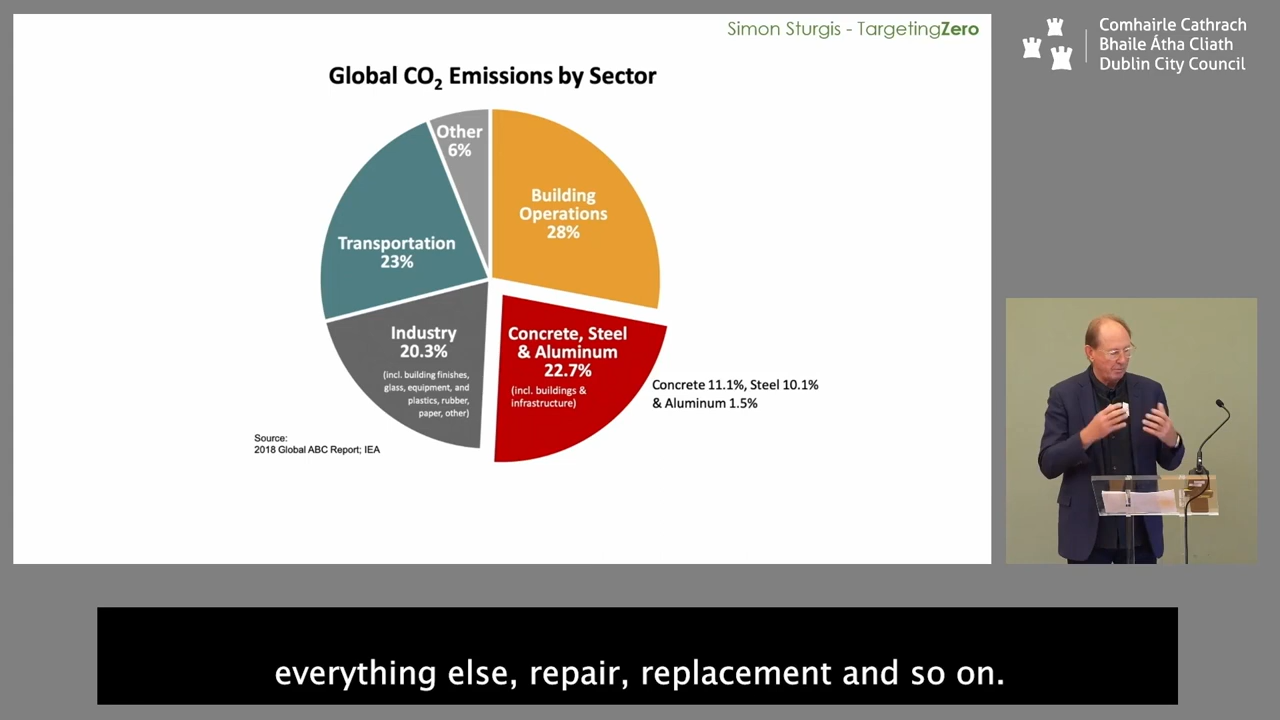 Simon Sturgis - TargetingZero
Comhairle Cathrach
Bhaile Átha Cliath
Dublin City Council
Global CO₂ Emissions by Sector
Other
6%
Building
Operations
28%
Transportation
23%
Industry
20.3%
(incl. building finishes,
glass, equipment, and
plastics, rubber,
paper, other)
Concrete, Steel
& Aluminum
22.7%
(incl. buildings &
infrastructure)
Concrete 11.1%, Steel 10.1%
& Aluminum 1.5%
Source:
2018 Global ABC Report; IEA
everything else, repair, replacement and so on.